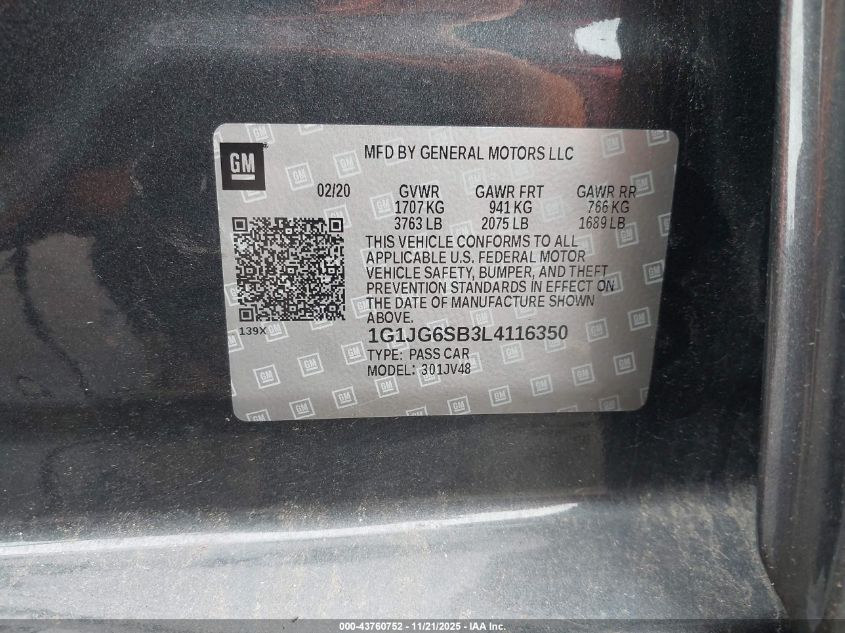 GM
MFD BY GENERAL MOTORS LLC
02/20 GVWR GAWR FRT GAWR RR
1707 KG 941 KG 766 KG
3763 LB 2075 LB 1689 LB
THIS VEHICLE CONFORMS TO ALL
APPLICABLE U.S. FEDERAL MOTOR
VEHICLE SAFETY, BUMPER, AND THEFT
PREVENTION STANDARDS IN EFFECT ON
THE DATE OF MANUFACTURE SHOWN
ABOVE.
139X
1G1JG6SB3L4116350
TYPE: PASS CAR
MODEL: 301JV48
000-43760752 — 11/21/2025 — IAA Inc.